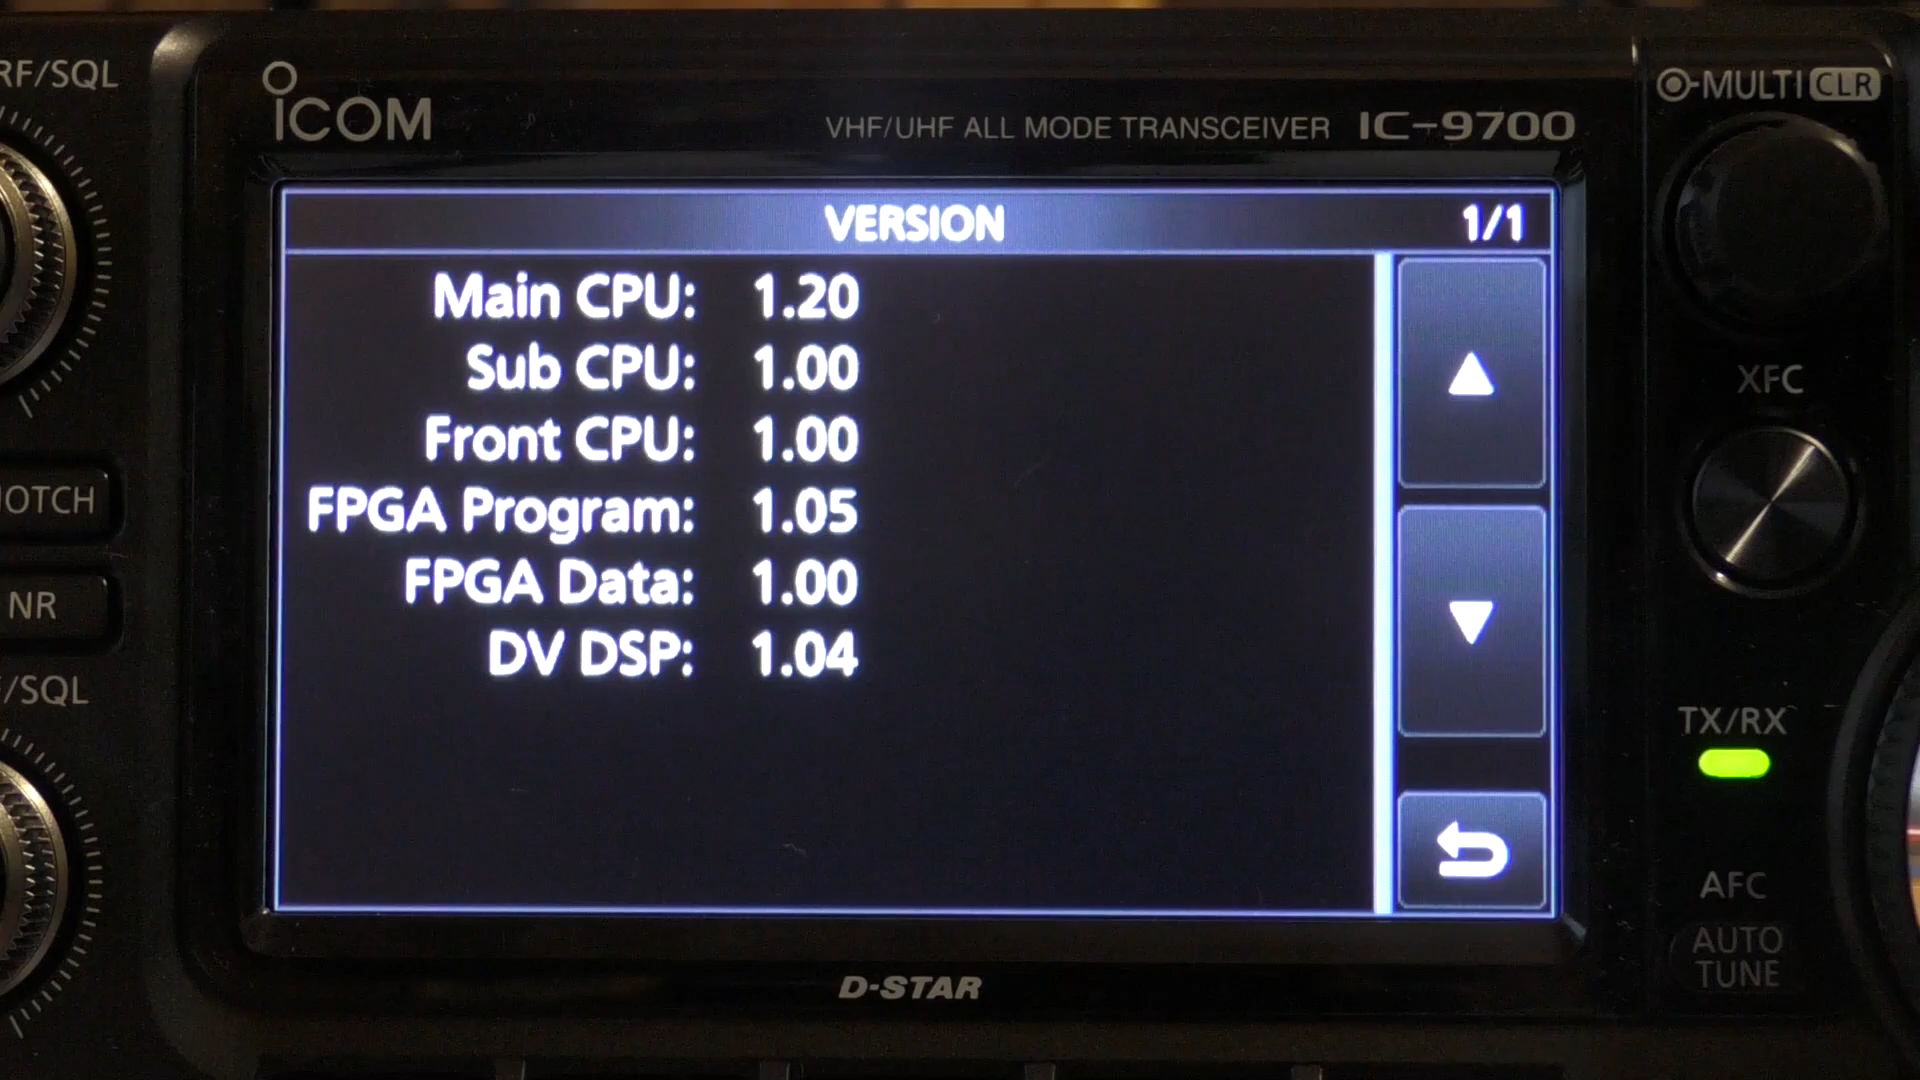 RF/SQL
ICOM
VHF/UHF ALL MODE TRANSCEIVER IC-9700
MULTI CLR
VERSION 1/1
Main CPU: 1.20
Sub CPU: 1.00
Front CPU: 1.00
FPGA Program: 1.05
FPGA Data: 1.00
DV DSP: 1.04
XFC
OTCH
NR
/SQL
TX/RX
AFC
AUTO
TUNE
D-STAR